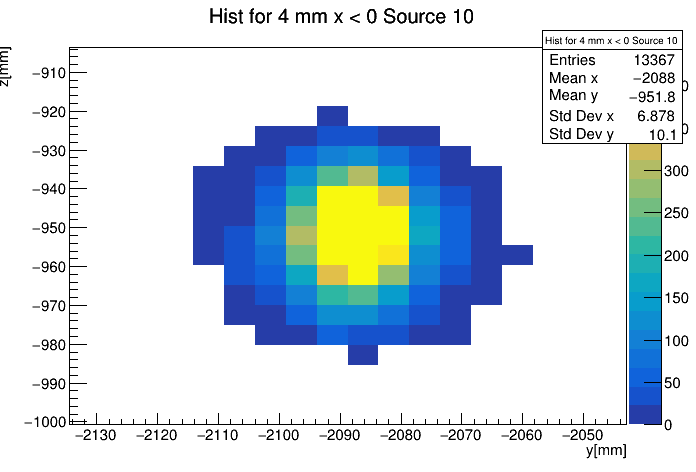 Hist for 4 mm x < 0 Source 10
z[mm]
Hist for 4 mm x < 0 Source 10
Entries 13367
Mean x −2088
Mean y −951.8
Std Dev x 6.878
Std Dev y 10.1
−910
−920
−930
−940
−950
−960
−970
−980
−990
−1000
300
250
200
150
100
50
0
−2130 −2120 −2110 −2100 −2090 −2080 −2070 −2060 −2050
y[mm]